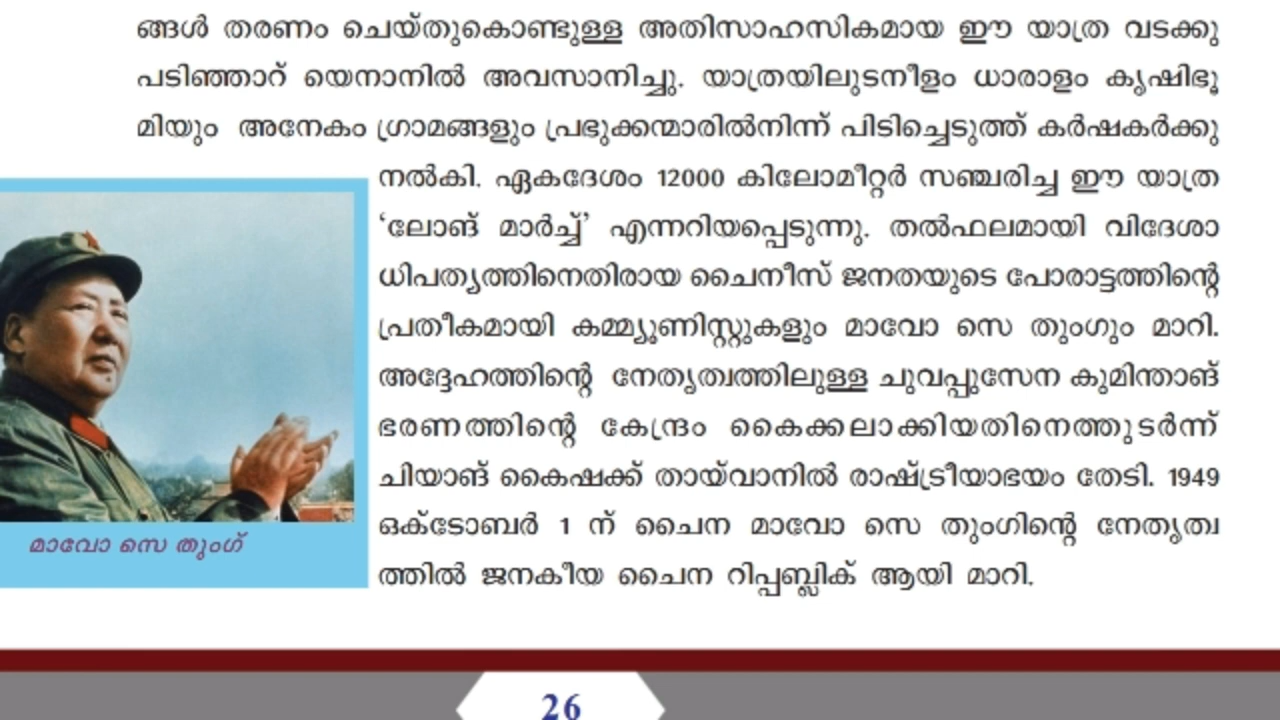 ങ്ങൾ തരണം ചെയ്തുകൊണ്ടുള്ള അതിസാഹസികമായ ഈ യാത്ര വടക്കു
പടിഞ്ഞാറ് യെനാനിൽ അവസാനിച്ചു. യാത്രയിലുടനീളം ധാരാളം കൃഷിഭൂ
മിയും അനേകം ഗ്രാമങ്ങളും പ്രഭുക്കന്മാരിൽനിന്ന് പിടിച്ചെടുത്ത് കർഷകർക്കു
നൽകി. ഏകദേശം 12000 കിലോമീറ്റർ സഞ്ചരിച്ച ഈ യാത്ര
‘ലോങ് മാർച്ച്’ എന്നറിയപ്പെടുന്നു. തൽഫലമായി വിദേശാ
ധിപത്യത്തിനെതിരായ ചൈനീസ് ജനതയുടെ പോരാട്ടത്തിന്റെ
പ്രതീകമായി കമ്മ്യൂണിസ്റ്റുകളും മാവോ സെ തുംഗും മാറി.
അദ്ദേഹത്തിന്റെ നേതൃത്വത്തിലുള്ള ചുവപ്പുസേന കുമിന്താങ്
ഭരണത്തിന്റെ കേന്ദ്രം കൈക്കലാക്കിയതിനെത്തുടർന്ന്
ചിയാങ് കൈഷക്ക് തായ്‌വാനിൽ രാഷ്ട്രീയാഭയം തേടി. 1949
ഒക്ടോബർ 1 ന് ചൈന മാവോ സെ തുംഗിന്റെ നേതൃത്വ
ത്തിൽ ജനകീയ ചൈന റിപ്പബ്ലിക് ആയി മാറി.
മാവോ സെ തുംഗ്
26